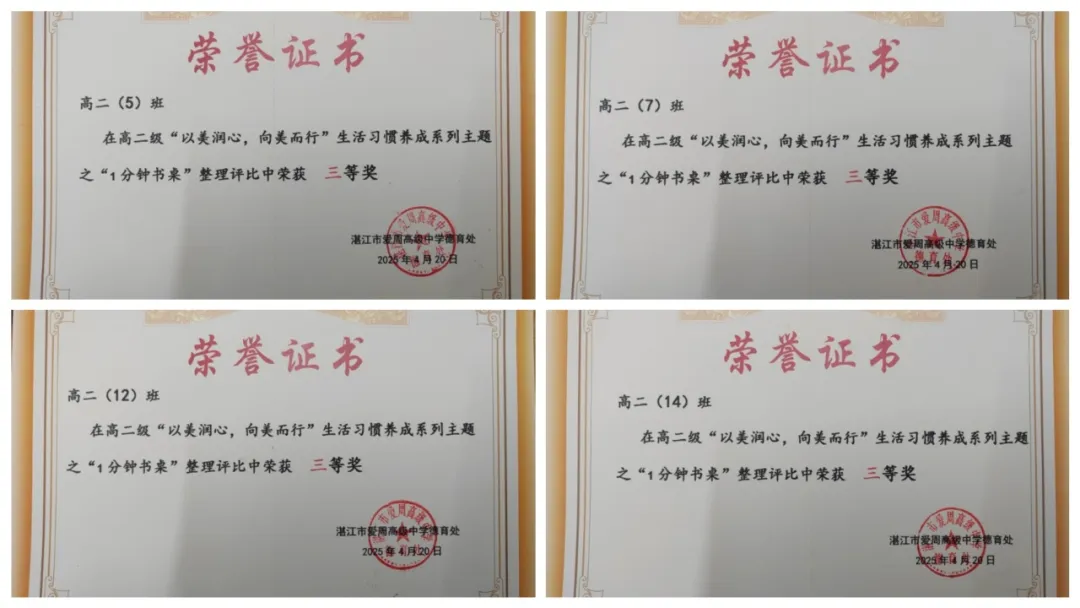 荣誉证书
高二（5）班
在高二级“以美润心，向美而行”生活习惯养成系列主题
之“1分钟书桌”整理评比中荣获 三等奖
湛江市爱周高级中学德育处
2025年4月20日
荣誉证书
高二（7）班
在高二级“以美润心，向美而行”生活习惯养成系列主题
之“1分钟书桌”整理评比中荣获 三等奖
湛江市爱周高级中学德育处
2025年4月20日
荣誉证书
高二（12）班
在高二级“以美润心，向美而行”生活习惯养成系列主题
之“1分钟书桌”整理评比中荣获 三等奖
湛江市爱周高级中学德育处
2025年4月20日
荣誉证书
高二（14）班
在高二级“以美润心，向美而行”生活习惯养成系列主题
之“1分钟书桌”整理评比中荣获 三等奖
湛江市爱周高级中学德育处
2025年4月20日